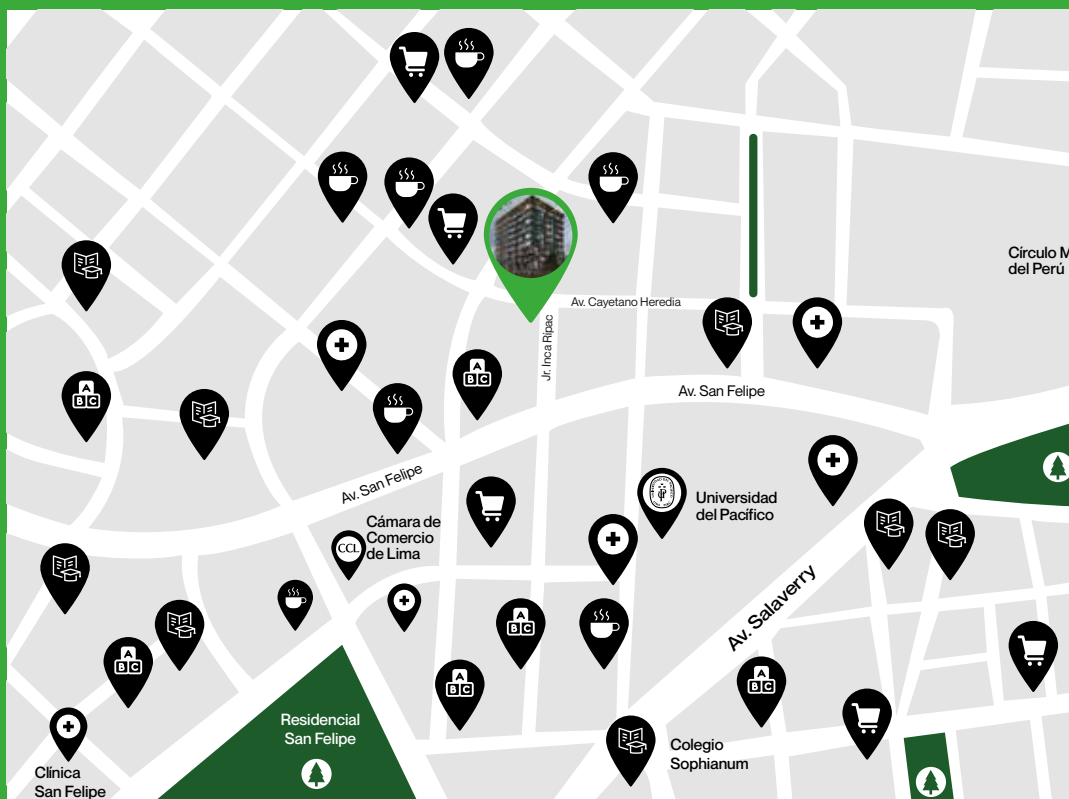 Círculo M
del Perú
Av. Cayetano Heredia
Jr. Inca Ripac
Av. San Felipe
A
B C
A
B C
Av. San Felipe
Universidad
del Pacífico
Cámara de
Comercio
de Lima
CCL
Av. Salaverry
A
B C
A
B C
A
B C
A
B C
Residencial
San Felipe
Colegio
Sophianum
Clínica
San Felipe